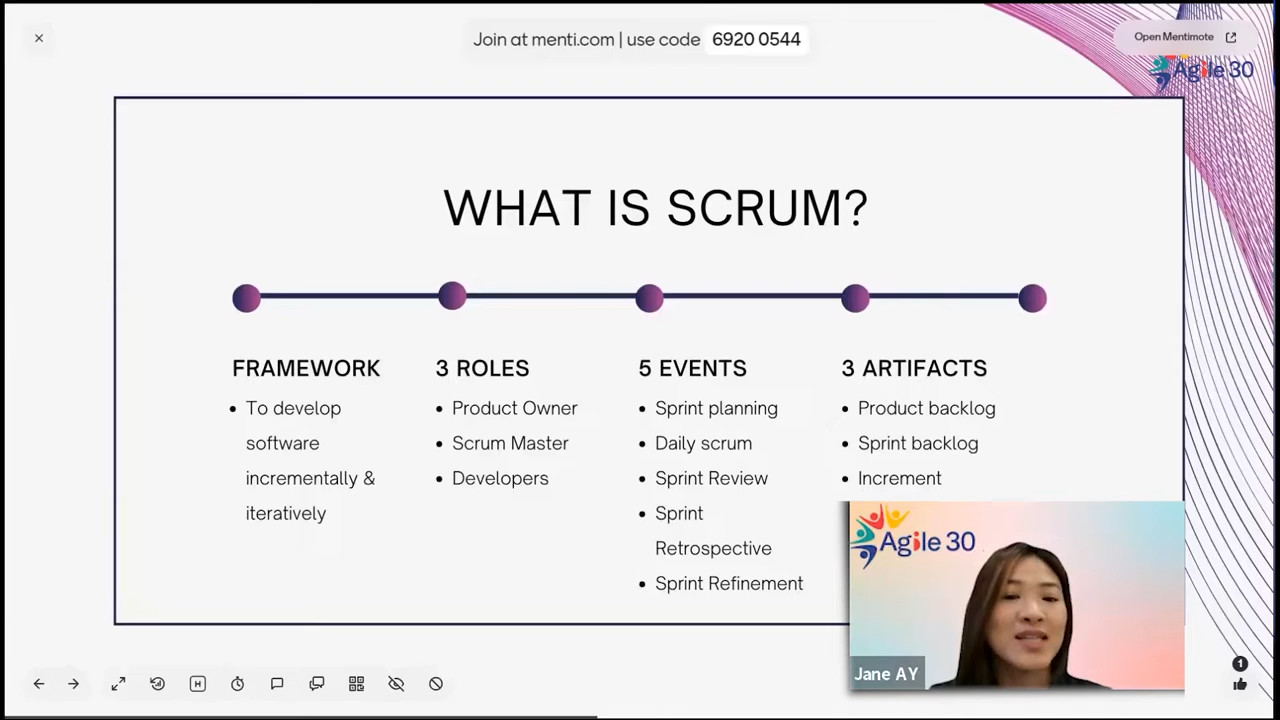 Join at menti.com | use code 6920 0544
Open Mentimote
Agile 30
WHAT IS SCRUM?
FRAMEWORK
• To develop
software
incrementally &
iteratively
3 ROLES
• Product Owner
• Scrum Master
• Developers
5 EVENTS
• Sprint planning
• Daily scrum
• Sprint Review
• Sprint
Retrospective
• Sprint Refinement
3 ARTIFACTS
• Product backlog
• Sprint backlog
• Increment
Agile 30
Jane AY
H
1